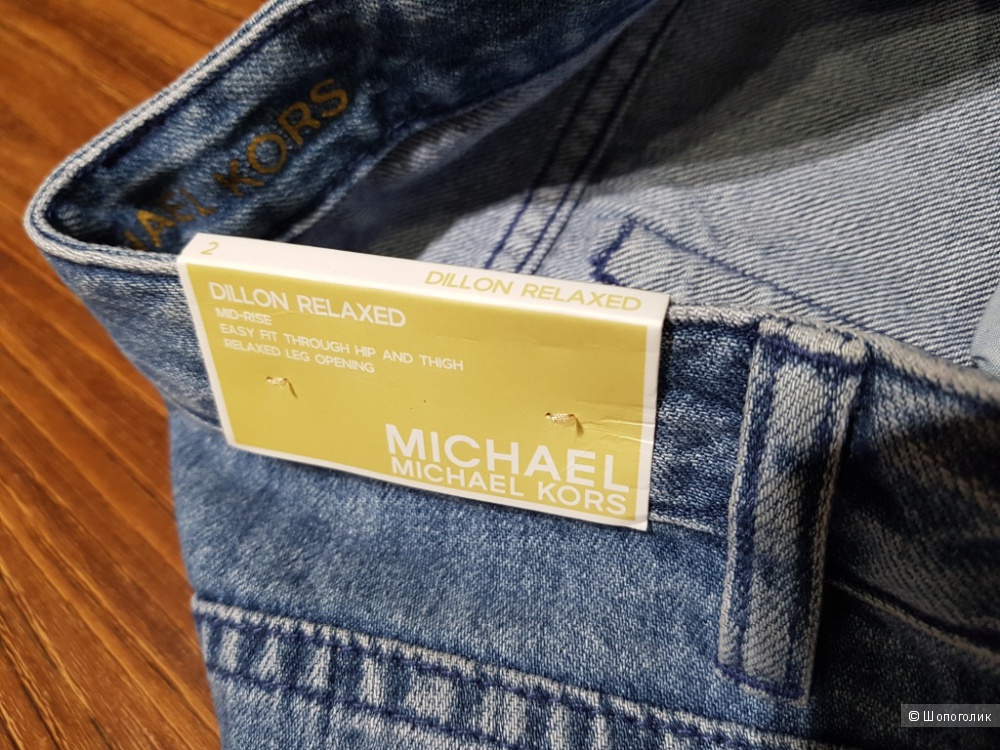 KORS
2
DILLON RELAXED
DILLON RELAXED
MID-RISE
EASY FIT THROUGH HIP AND THIGH
RELAXED LEG OPENING
MICHAEL
MICHAEL KORS
© Шопоголик